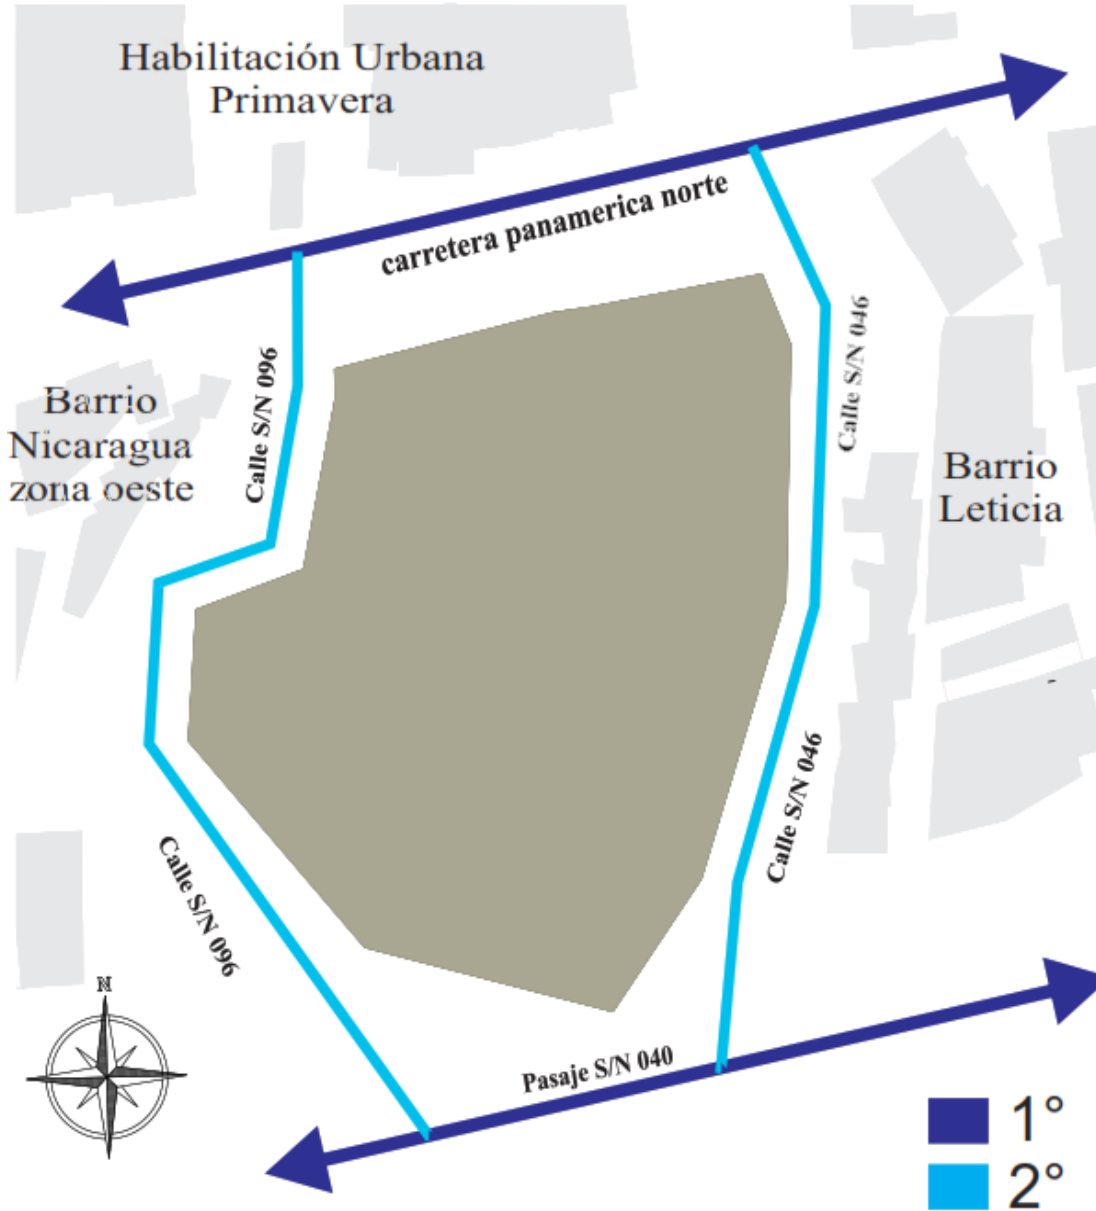 Habilitación Urbana
Primavera
carretera panamerica norte
Calle S/N 096
Calle S/N 046
Barrio
Nicaragua
zona oeste
Barrio
Leticia
Calle S/N 046
Calle S/N 096
N
Pasaje S/N 040
1°
2°